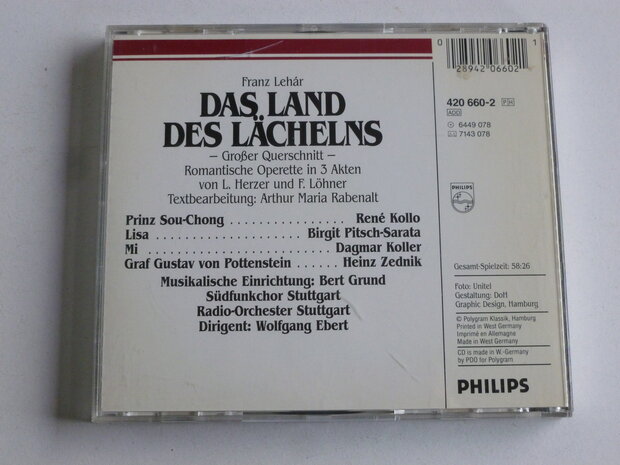 Franz Lehár
DAS LAND
DES LÄCHELNS
– Großer Querschnitt –
Romantische Operette in 3 Akten
von L. Herzer und F. Löhner
Textbearbeitung: Arthur Maria Rabenalt
Prinz Sou-Chong . . . . . . . . . . . . . . . . . René Kollo
Lisa . . . . . . . . . . . . . . . . . . . . . . Birgit Pitsch-Sarata
Mi . . . . . . . . . . . . . . . . . . . . . . . . . . Dagmar Koller
Graf Gustav von Pottenstein . . . . . . Heinz Zednik
Musikalische Einrichtung: Bert Grund
Südfunkchor Stuttgart
Radio-Orchester Stuttgart
Dirigent: Wolfgang Ebert
0 28942 06602 1
420 660-2
ADD
6449 078
7143 078
PHILIPS
Gesamt-Spielzeit: 58:26
Foto: Unitel
Gestaltung: DoH
Graphic Design, Hamburg
© Polygram Klassik, Hamburg
Printed in West Germany
Imprimé en Allemagne
Made in West Germany
CD is made in W.-Germany
by PDO for Polygram
PHILIPS